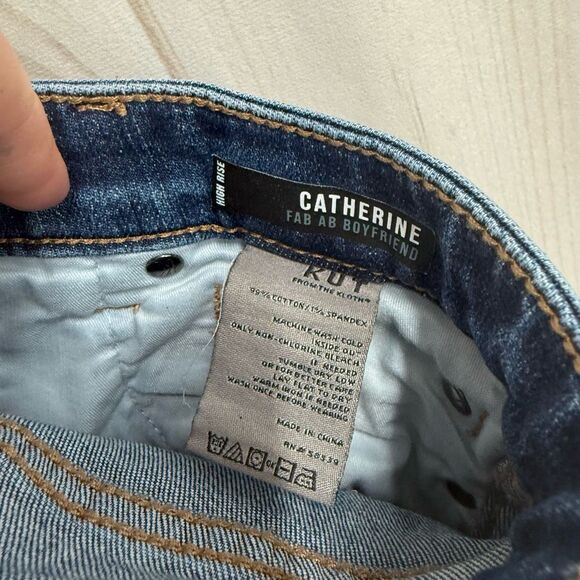 HIGH RISE
CATHERINE
FAB AB BOYFRIEND
KUT
FROM THE KLOTH®
99% COTTON/1% SPANDEX
MACHINE WASH COLD
INSIDE OUT
ONLY NON-CHLORINE BLEACH
IF NEEDED
TUMBLE DRY LOW
OR FOR BETTER CARE
LAY FLAT TO DRY
WARM IRON IF NEEDED
WASH ONCE BEFORE WEARING
MADE IN CHINA
RN#
OR